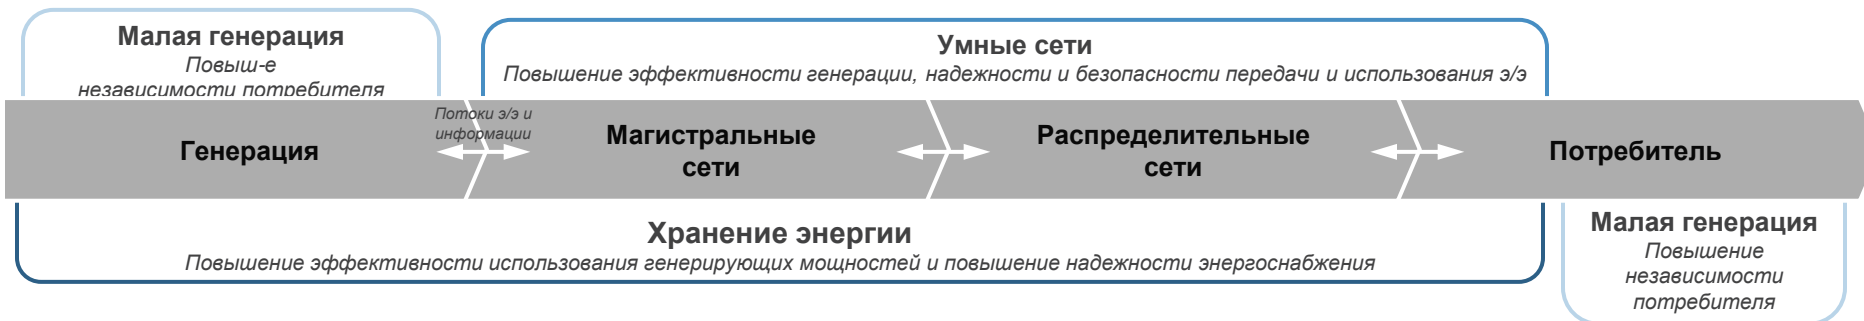 Малая генерация
Повыш-е
независимости потребителя
Умные сети
Повышение эффективности генерации, надежности и безопасности передачи и использования э/э
Генерация
Потоки э/э и
информации
Магистральные
сети
Распределительные
сети
Потребитель
Хранение энергии
Повышение эффективности использования генерирующих мощностей и повышение надежности энергоснабжения
Малая генерация
Повышение
независимости
потребителя